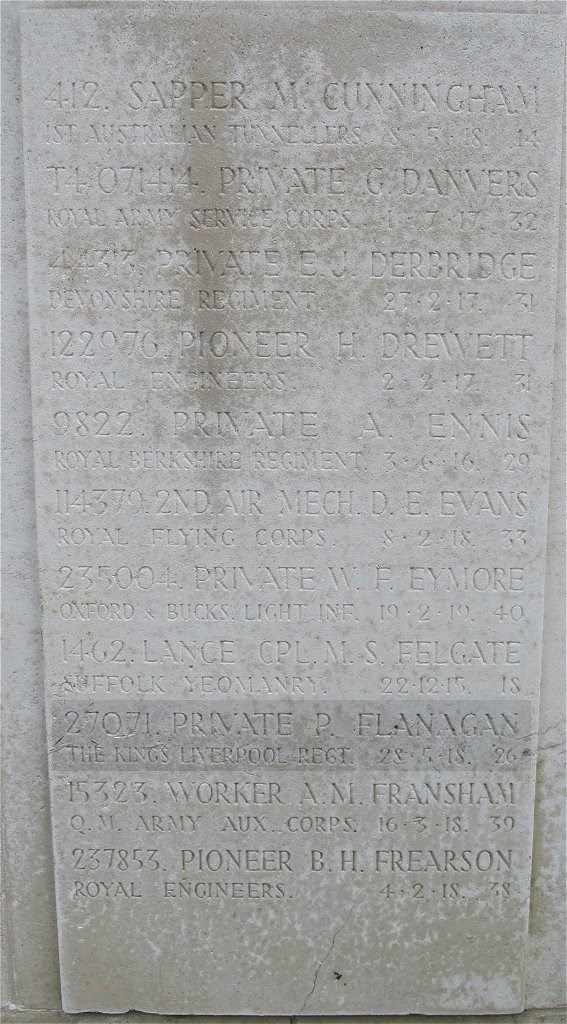 412. SAPPER M. CUNNINGHAM
1ST AUSTRALIAN TUNNELLERS. 8·5·18. 14
T4/071414. PRIVATE G. DANVERS
ROYAL ARMY SERVICE CORPS. 1·7·17. 32
44313. PRIVATE E. J. DERBRIDGE
DEVONSHIRE REGIMENT. 27·2·17. 31
122976. PIONEER H. DREWETT
ROYAL ENGINEERS. 2·2·17. 31
9822. PRIVATE A. ENNIS
ROYAL BERKSHIRE REGIMENT. 3·6·16. 29
114379. 2ND. AIR MECH. D. E. EVANS
ROYAL FLYING CORPS. 8·2·18. 33
235004. PRIVATE W. F. EYMORE
OXFORD & BUCKS. LIGHT INF. 19·2·19. 40
1462. LANCE CPL. M. S. FELGATE
SUFFOLK YEOMANRY. 22·12·15. 18
27071. PRIVATE P. FLANAGAN
THE KINGS LIVERPOOL REGT. 28·5·18. 26
15323. WORKER A. M. FRANSHAM
Q. M. ARMY AUX. CORPS. 16·3·18. 39
237853. PIONEER B. H. FREARSON
ROYAL ENGINEERS. 4·2·18. 38